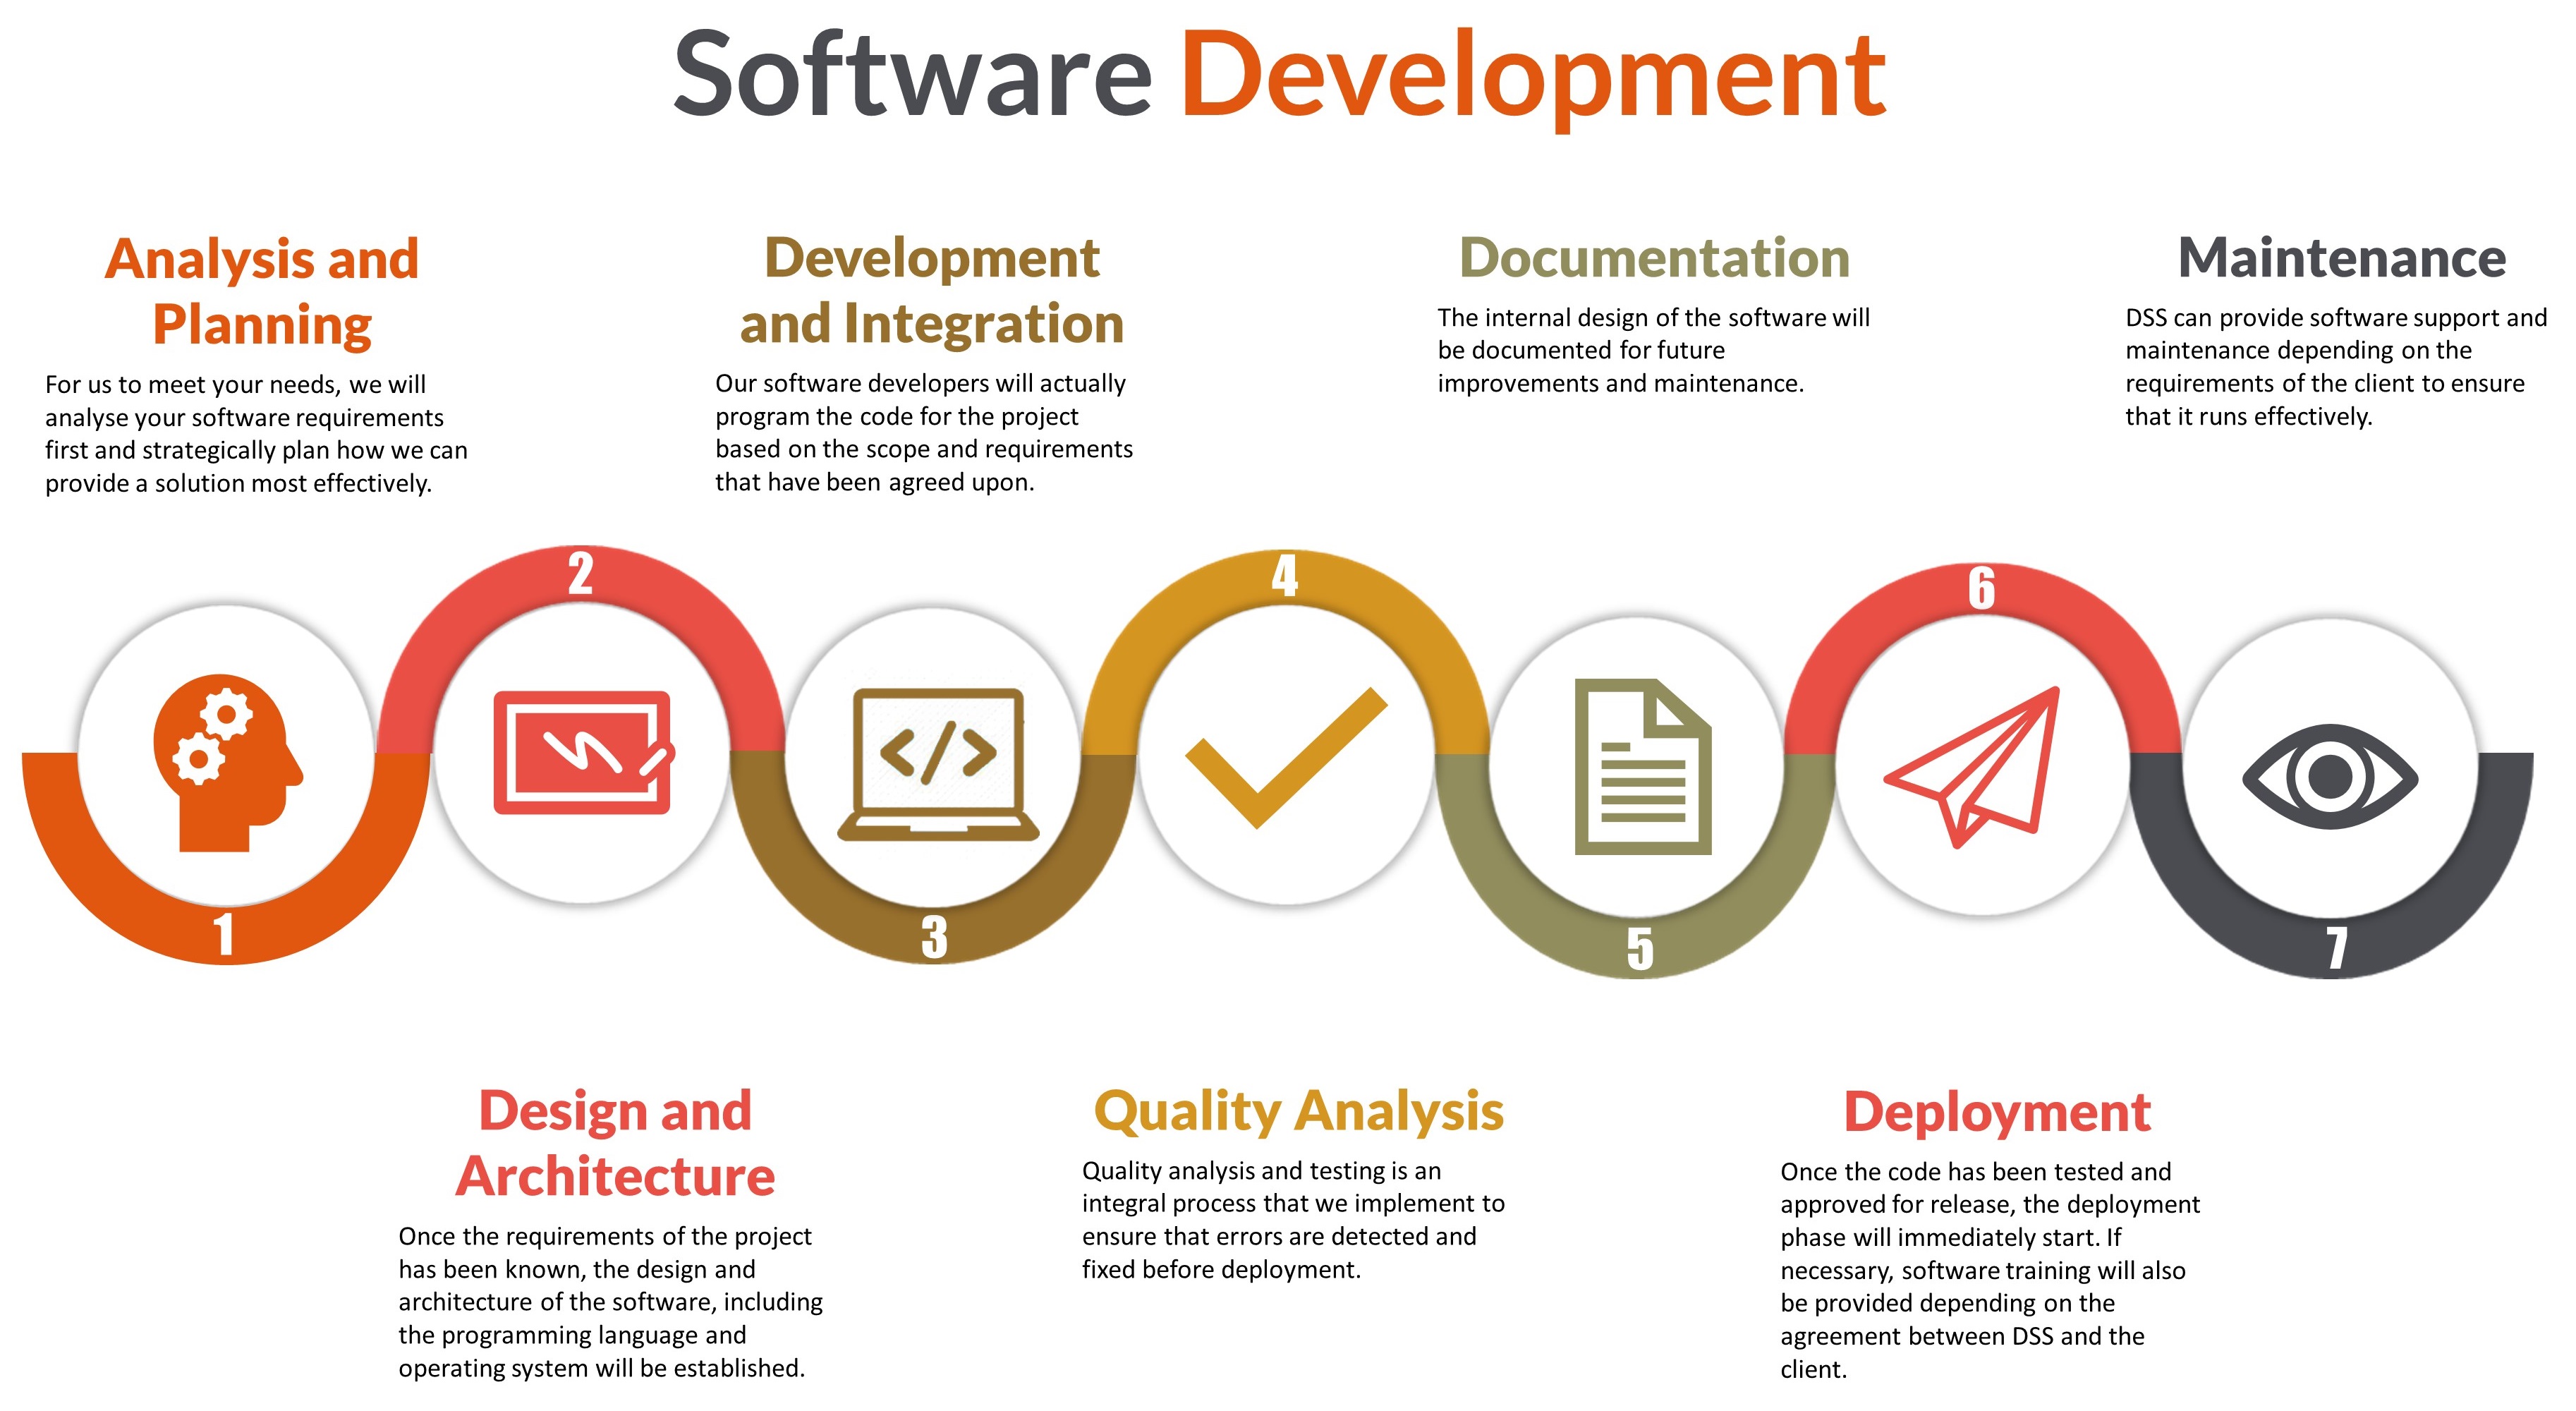 Software Development
Analysis and
Planning
For us to meet your needs, we will
analyse your software requirements
first and strategically plan how we can
provide a solution most effectively.
Development
and Integration
Our software developers will actually
program the code for the project
based on the scope and requirements
that have been agreed upon.
Documentation
The internal design of the software will
be documented for future
improvements and maintenance.
Maintenance
DSS can provide software support and
maintenance depending on the
requirements of the client to ensure
that it runs effectively.
1
2
3
4
5
6
7
Design and
Architecture
Once the requirements of the project
has been known, the design and
architecture of the software, including
the programming language and
operating system will be established.
Quality Analysis
Quality analysis and testing is an
integral process that we implement to
ensure that errors are detected and
fixed before deployment.
Deployment
Once the code has been tested and
approved for release, the deployment
phase will immediately start. If
necessary, software training will also
be provided depending on the
agreement between DSS and the
client.